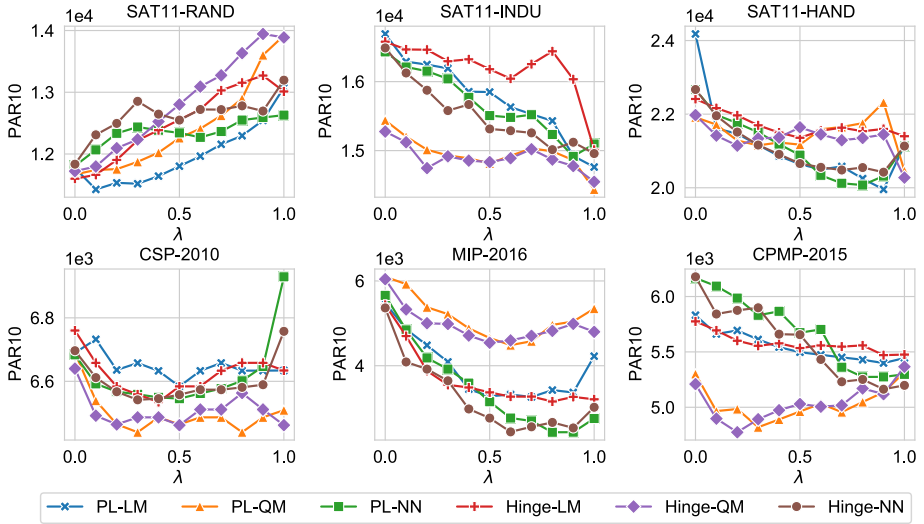 SAT11-RAND SAT11-INDU SAT11-HAND
1e4 1e4 1e4
1.4 1.3 1.2
1.6 1.5
2.4 2.2 2.0
PAR10 PAR10 PAR10
0.0 0.5 1.0 0.0 0.5 1.0 0.0 0.5 1.0
λ λ λ
CSP-2010 MIP-2016 CPMP-2015
1e3 1e3 1e3
6.8 6.6
6 4
6.0 5.5 5.0
PAR10 PAR10 PAR10
0.0 0.5 1.0 0.0 0.5 1.0 0.0 0.5 1.0
λ λ λ
PL-LM PL-QM PL-NN Hinge-LM Hinge-QM Hinge-NN